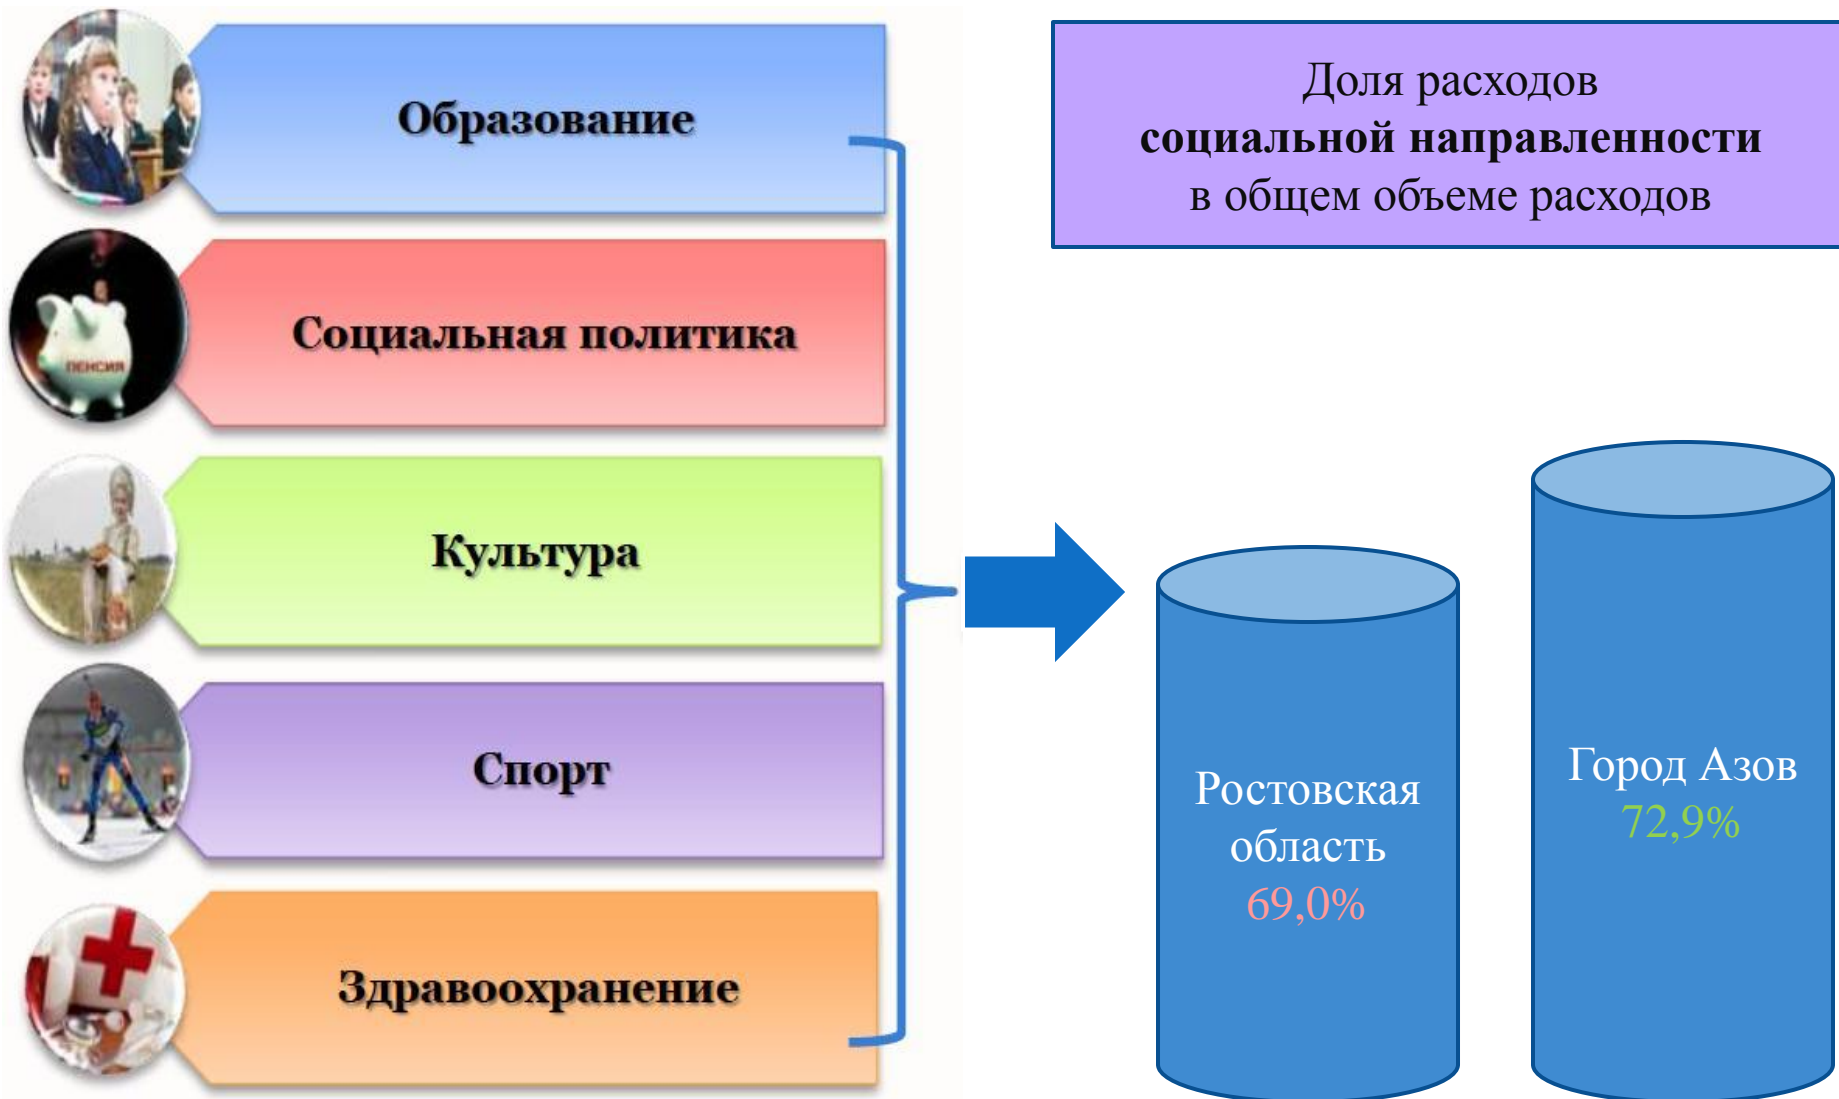 Образование
Социальная политика
ПЕНСИЯ
Культура
Спорт
Здравоохранение
Доля расходов
социальной направленности
в общем объеме расходов
Ростовская
область
69,0%
Город Азов
72,9%